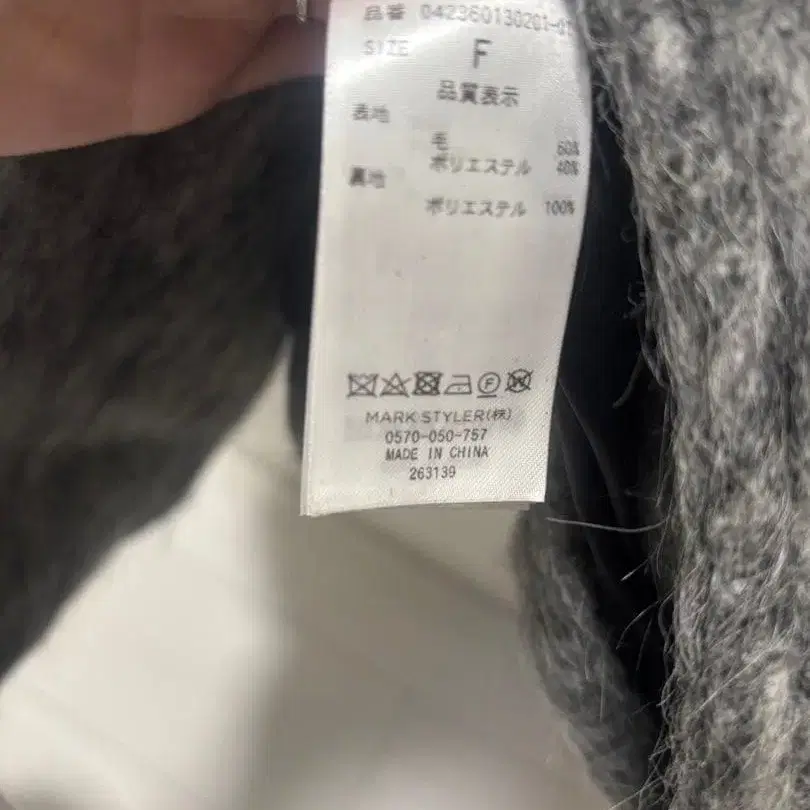 品番 042360130201-01
SIZE F
品質表示
表地
毛 60%
ポリエステル 40%
裏地
ポリエステル 100%
MARK STYLER(株)
0570-050-757
MADE IN CHINA
263139